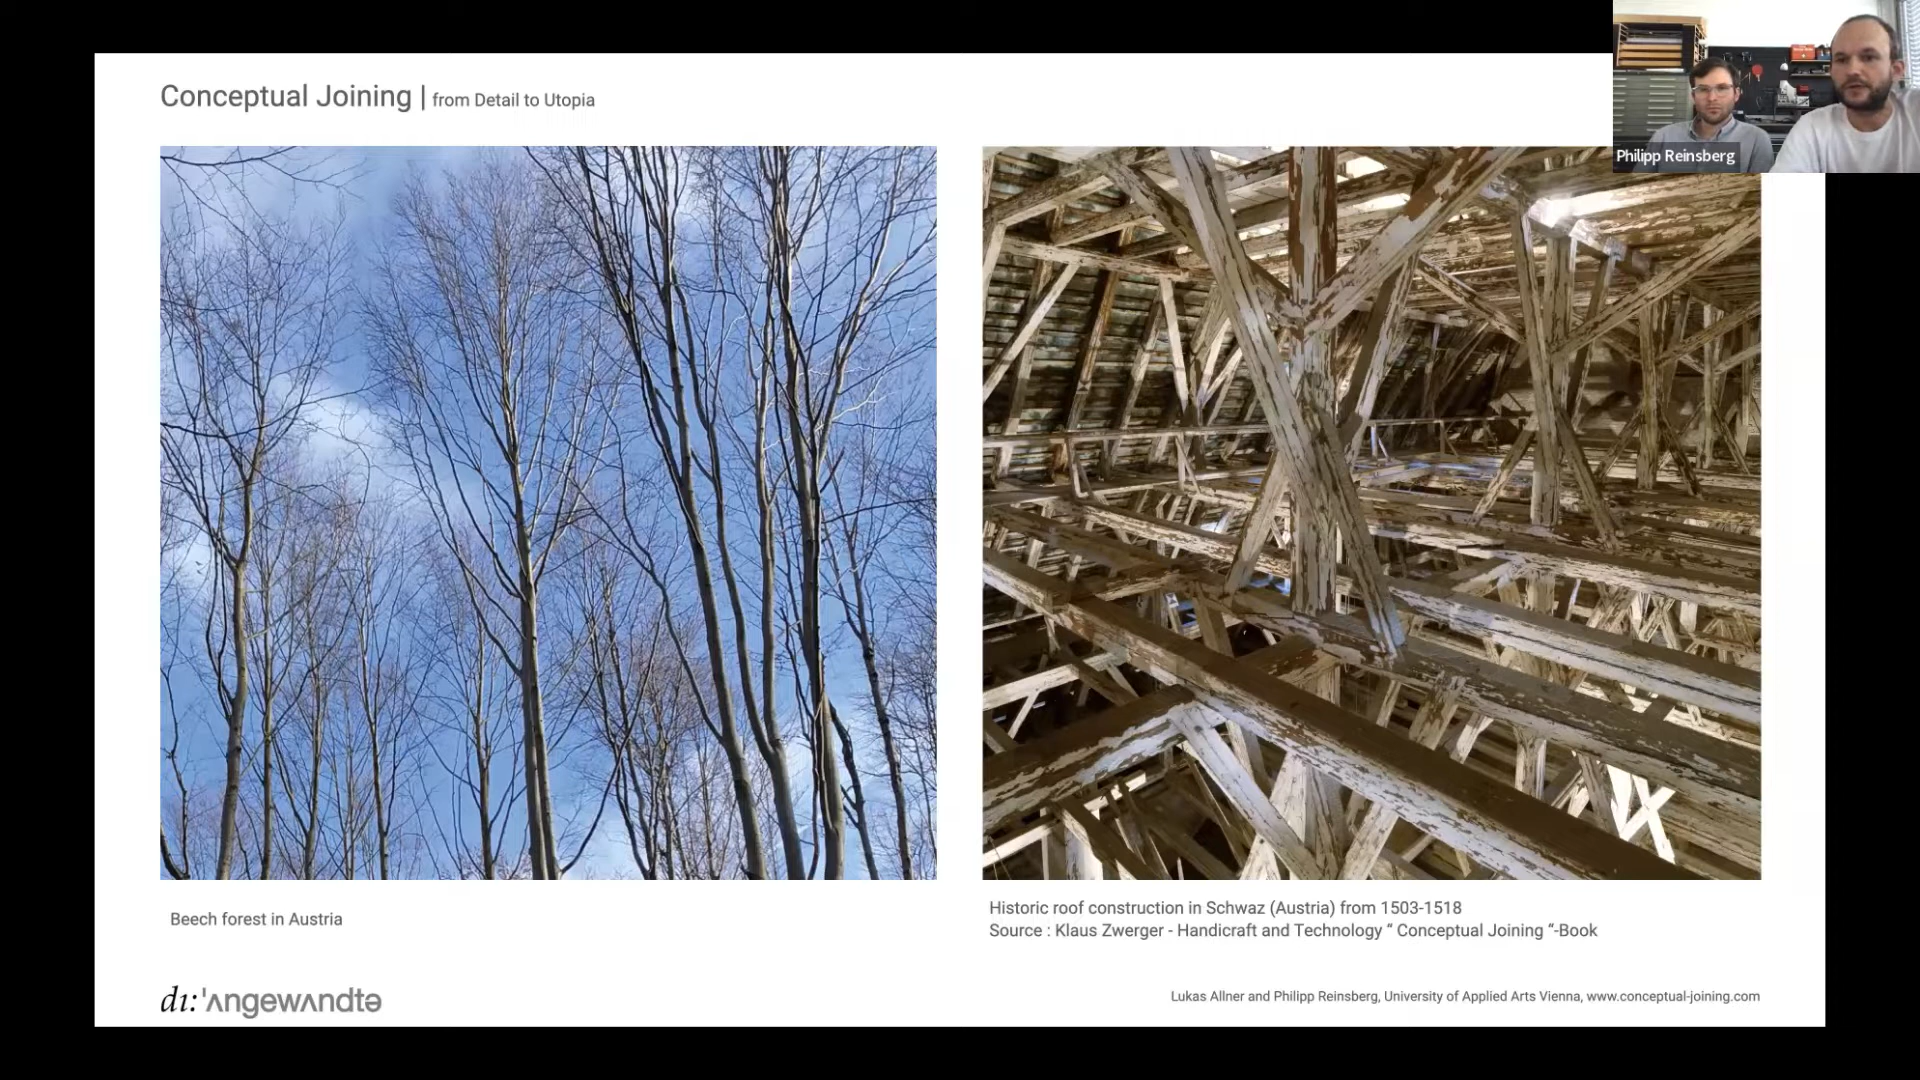 Conceptual Joining | from Detail to Utopia
Philipp Reinsberg
Beech forest in Austria
Historic roof construction in Schwaz (Austria) from 1503-1518
Source : Klaus Zwerger - Handicraft and Technology “ Conceptual Joining “-Book
dı:'ʌngewʌndtə
Lukas Allner and Philipp Reinsberg, University of Applied Arts Vienna, www.conceptual-joining.com